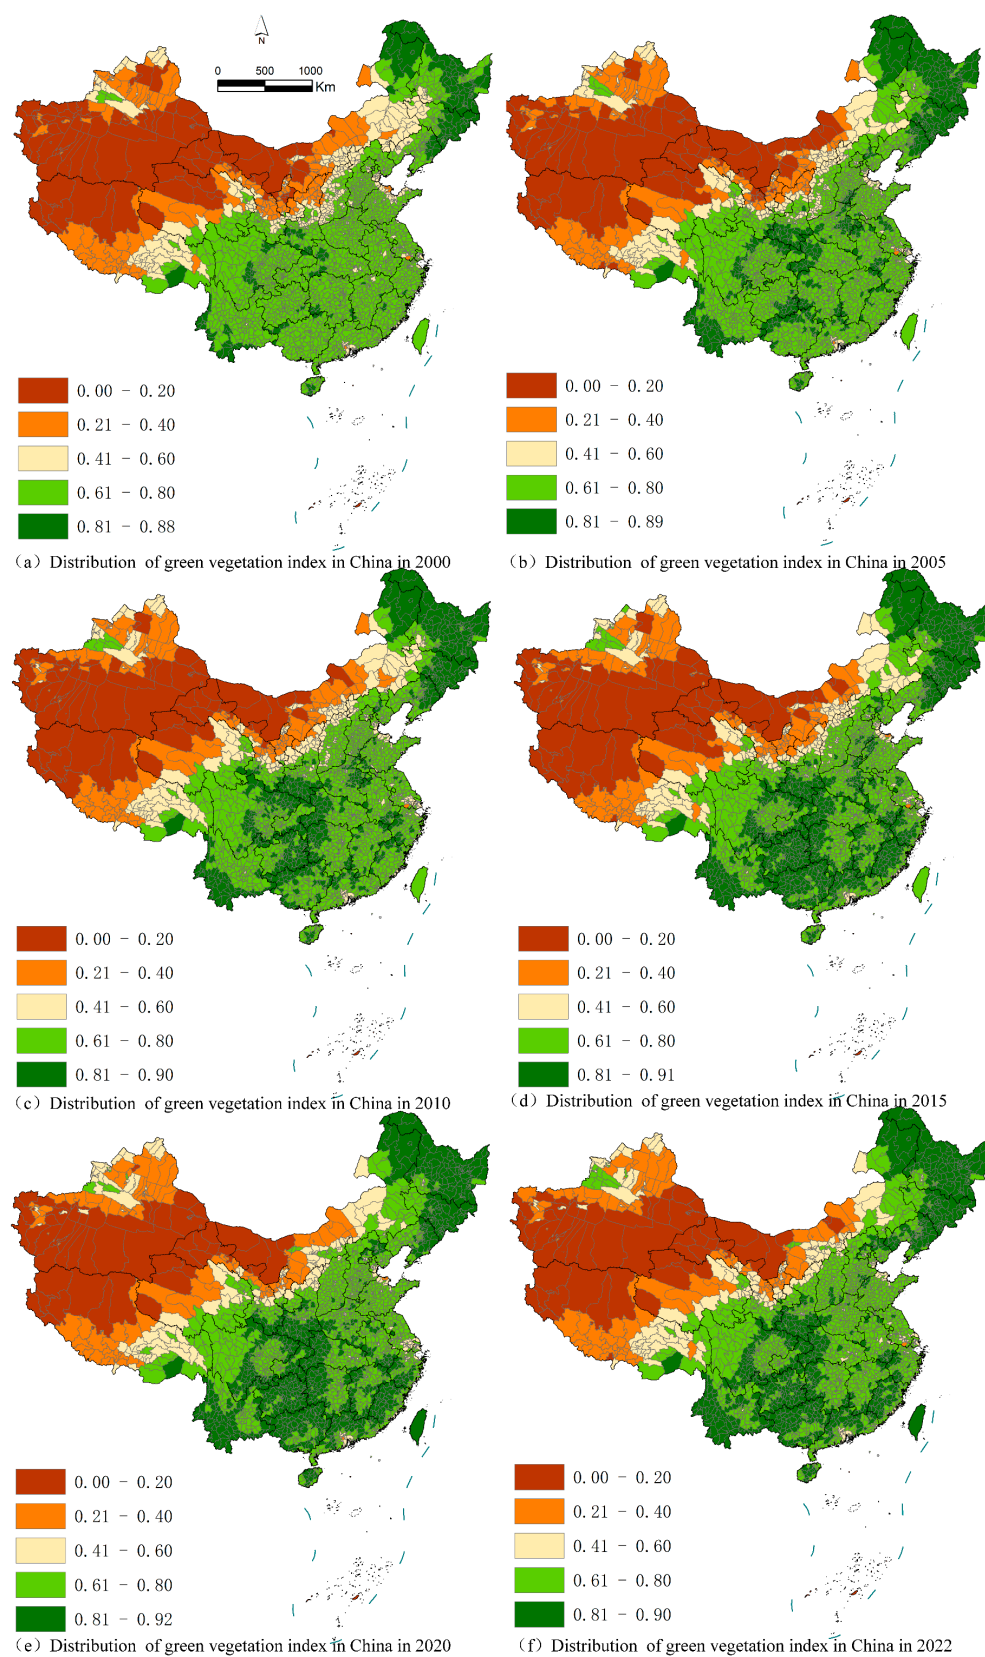 N
0 500 1000
Km
0.00 - 0.20
0.21 - 0.40
0.41 - 0.60
0.61 - 0.80
0.81 - 0.88
（a）Distribution of green vegetation index in China in 2000
0.00 - 0.20
0.21 - 0.40
0.41 - 0.60
0.61 - 0.80
0.81 - 0.89
（b）Distribution of green vegetation index in China in 2005
0.00 - 0.20
0.21 - 0.40
0.41 - 0.60
0.61 - 0.80
0.81 - 0.90
（c）Distribution of green vegetation index in China in 2010
0.00 - 0.20
0.21 - 0.40
0.41 - 0.60
0.61 - 0.80
0.81 - 0.91
（d）Distribution of green vegetation index in China in 2015
0.00 - 0.20
0.21 - 0.40
0.41 - 0.60
0.61 - 0.80
0.81 - 0.92
（e）Distribution of green vegetation index in China in 2020
0.00 - 0.20
0.21 - 0.40
0.41 - 0.60
0.61 - 0.80
0.81 - 0.90
（f）Distribution of green vegetation index in China in 2022